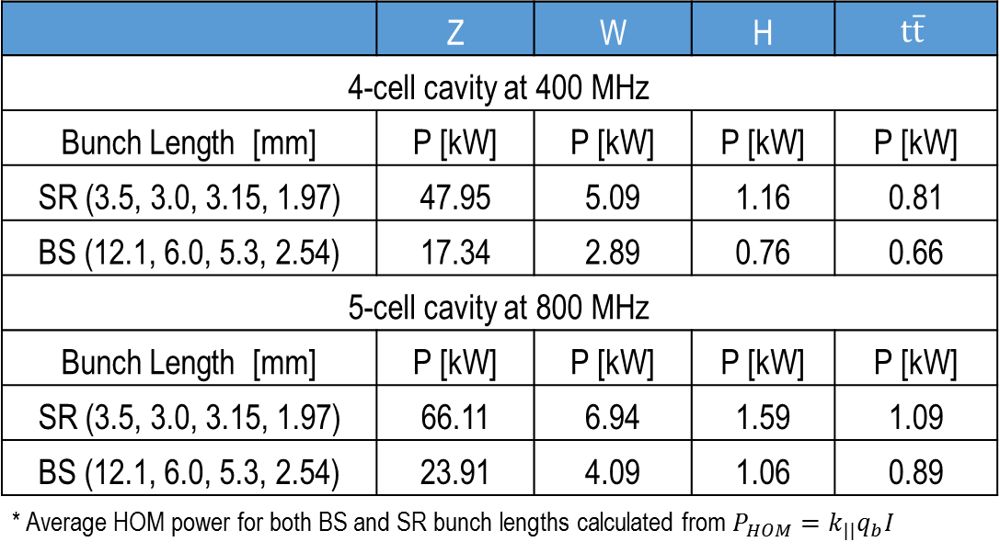 Z W H tt̄
4-cell cavity at 400 MHz
Bunch Length [mm] P [kW] P [kW] P [kW] P [kW]
SR (3.5, 3.0, 3.15, 1.97) 47.95 5.09 1.16 0.81
BS (12.1, 6.0, 5.3, 2.54) 17.34 2.89 0.76 0.66
5-cell cavity at 800 MHz
Bunch Length [mm] P [kW] P [kW] P [kW] P [kW]
SR (3.5, 3.0, 3.15, 1.97) 66.11 6.94 1.59 1.09
BS (12.1, 6.0, 5.3, 2.54) 23.91 4.09 1.06 0.89
* Average HOM power for both BS and SR bunch lengths calculated from P_{HOM} = k_{||}q_bI